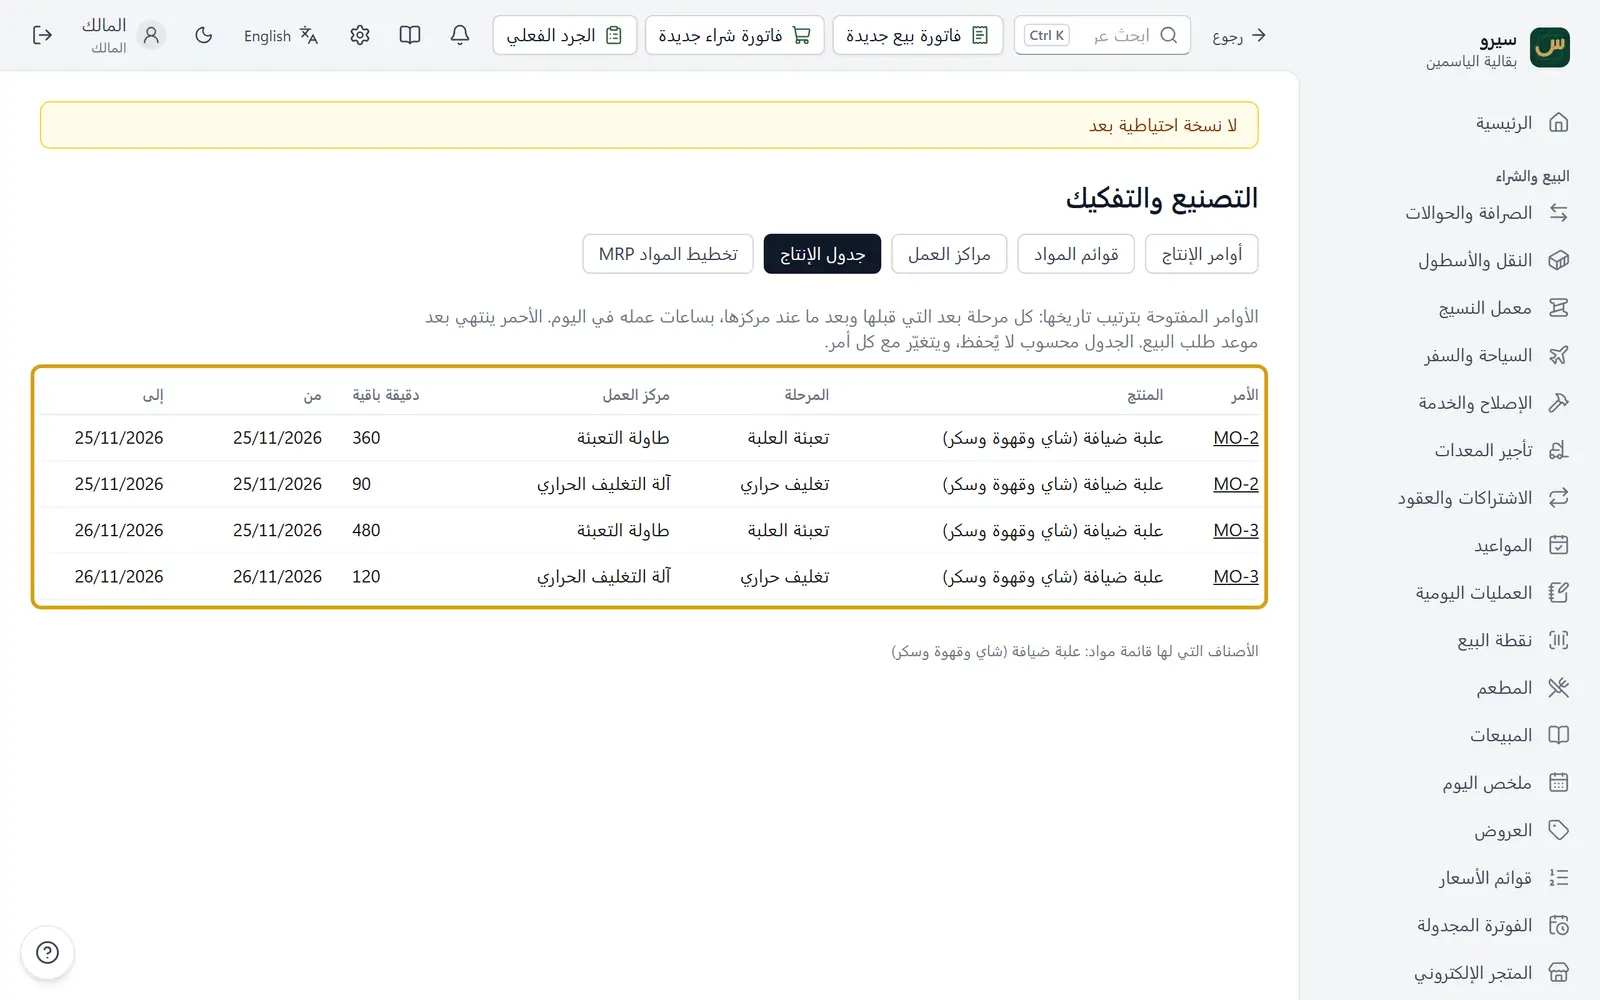 سيرو
بقالية الياسمين
رجوع
ابحث عر Ctrl K
فاتورة بيع جديدة
فاتورة شراء جديدة
الجرد الفعلي
English
المالك
المالك
الرئيسية
البيع والشراء
الصرافة والحوالات
النقل والأسطول
معمل النسيج
السياحة والسفر
الإصلاح والخدمة
تأجير المعدات
الاشتراكات والعقود
المواعيد
العمليات اليومية
نقطة البيع
المطعم
المبيعات
ملخص اليوم
العروض
قوائم الأسعار
الفوترة المجدولة
المتجر الإلكتروني
لا نسخة احتياطية بعد
التصنيع والتفكيك
أوامر الإنتاج
قوائم المواد
مراكز العمل
جدول الإنتاج
تخطيط المواد MRP
الأوامر المفتوحة بترتيب تاريخها: كل مرحلة بعد التي قبلها وبعد ما عند مركزها، بساعات عمله في اليوم. الأحمر ينتهي بعد
موعد طلب البيع. الجدول محسوب لا يُحفظ، ويتغيّر مع كل أمر.
الأمر المنتج المرحلة مركز العمل دقيقة باقية من إلى
MO-2 علبة ضيافة (شاي وقهوة وسكر) تعبئة العلبة طاولة التعبئة 360 25/11/2026 25/11/2026
MO-2 علبة ضيافة (شاي وقهوة وسكر) تغليف حراري آلة التغليف الحراري 90 25/11/2026 25/11/2026
MO-3 علبة ضيافة (شاي وقهوة وسكر) تعبئة العلبة طاولة التعبئة 480 25/11/2026 26/11/2026
MO-3 علبة ضيافة (شاي وقهوة وسكر) تغليف حراري آلة التغليف الحراري 120 26/11/2026 26/11/2026
الأصناف التي لها قائمة مواد: علبة ضيافة (شاي وقهوة وسكر)